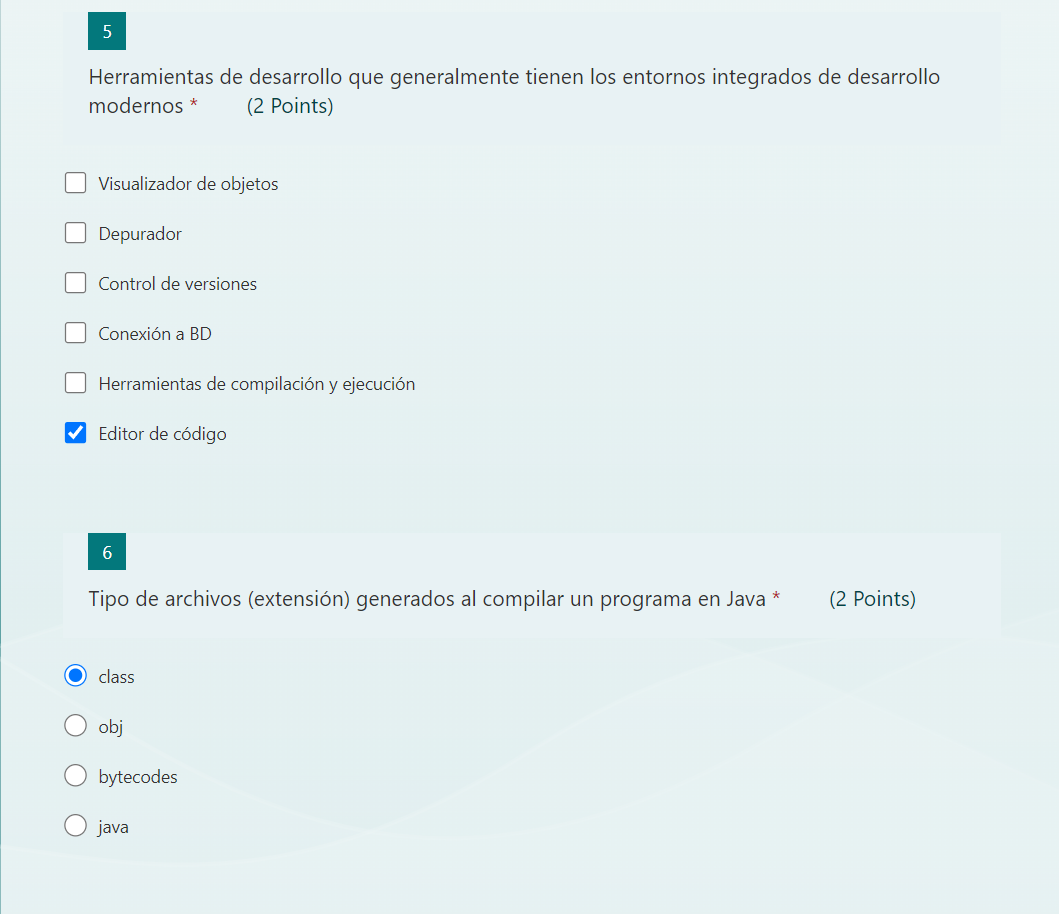 5
Herramientas de desarrollo que generalmente tienen los entornos integrados de desarrollo
modernos * (2 Points)
Visualizador de objetos
Depurador
Control de versiones
Conexión a BD
Herramientas de compilación y ejecución
Editor de código
6
Tipo de archivos (extensión) generados al compilar un programa en Java * (2 Points)
class
obj
bytecodes
java